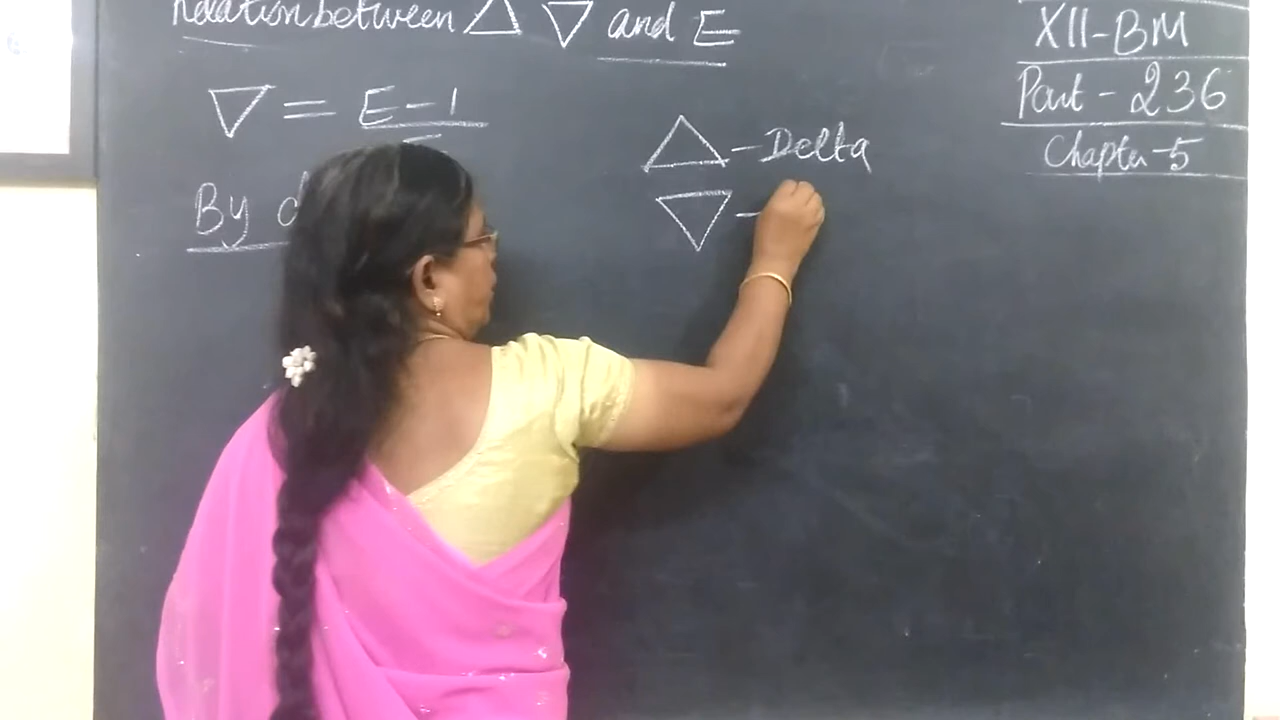 Relation between △ ▽ and E
▽ = E - 1
By
△ - Delta
▽ -
XII-BM
Part - 236
Chapter-5